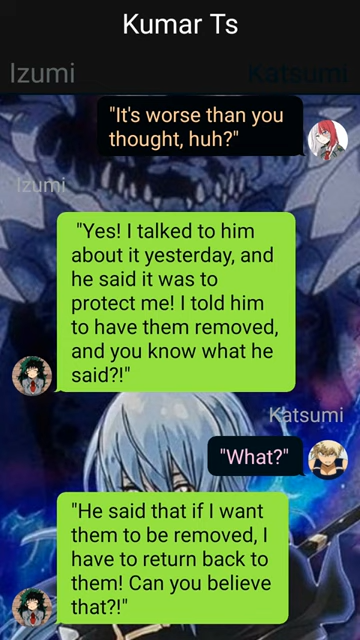 Kumar Ts
Izumi
Katsumi
"It's worse than you
thought, huh?"
Izumi
"Yes! I talked to him
about it yesterday, and
he said it was to
protect me! I told him
to have them removed,
and you know what he
said?!"
Katsumi
"What?"
"He said that if I want
them to be removed, I
have to return back to
them! Can you believe
that?!"